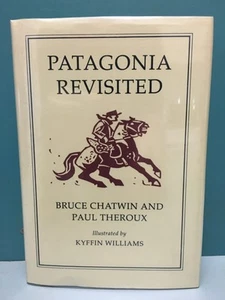 PATAGONIA
REVISITED
BRUCE CHATWIN AND
PAUL THEROUX
Illustrated by
KYFFIN WILLIAMS